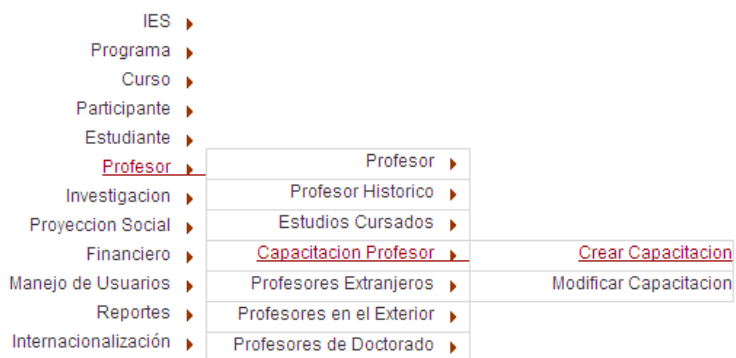 IES
Programa
Curso
Participante
Estudiante
Profesor
Investigacion
Proyeccion Social
Financiero
Manejo de Usuarios
Reportes
Internacionalización
Profesor
Profesor Historico
Estudios Cursados
Capacitacion Profesor
Profesores Extranjeros
Profesores en el Exterior
Profesores de Doctorado
Crear Capacitacion
Modificar Capacitacion